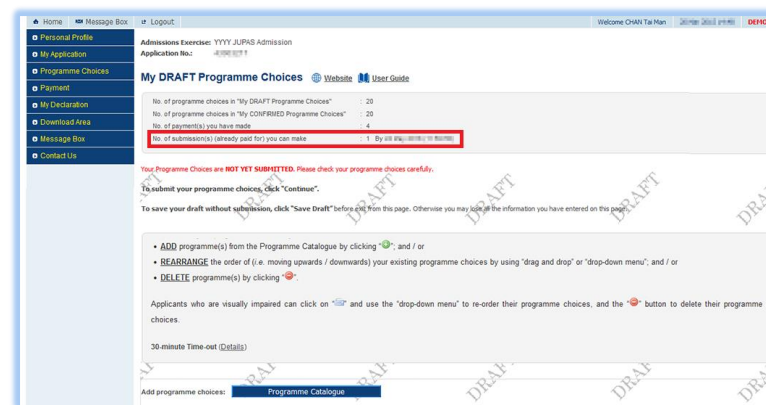 Home Message Box Logout Welcome CHAN Tai Man DEMO
Personal Profile
My Application
Programme Choices
Payment
My Declaration
Download Area
Message Box
Contact Us
Admissions Exercise: YYYY JUPAS Admission
Application No.:
My DRAFT Programme Choices Website User Guide
No. of programme choices in "My DRAFT Programme Choices" : 20
No. of programme choices in "My CONFIRMED Programme Choices" : 20
No. of payment(s) you have made : 4
No. of submission(s) (already paid for) you can make : 1 By
Your Programme Choices are NOT YET SUBMITTED. Please check your programme choices carefully.
To submit your programme choices, click "Continue".
To save your draft without submission, click "Save Draft" before exit from this page. Otherwise you may lose all the information you have entered on this page.
DRAFT DRAFT DRAFT DRAFT DRAFT
DRAFT DRAFT DRAFT DRAFT
• ADD programme(s) from the Programme Catalogue by clicking "+"; and / or
• REARRANGE the order of (i.e. moving upwards / downwards) your existing programme choices by using "drag and drop" or "drop-down menu"; and / or
• DELETE programme(s) by clicking "-".
Applicants who are visually impaired can click on "" and use the "drop-down menu" to re-order their programme choices, and the "-" button to delete their programme
choices.
30-minute Time-out (Details)
DRAFT DRAFT DRAFT DRAFT DRAFT
Add programme choices: Programme Catalogue